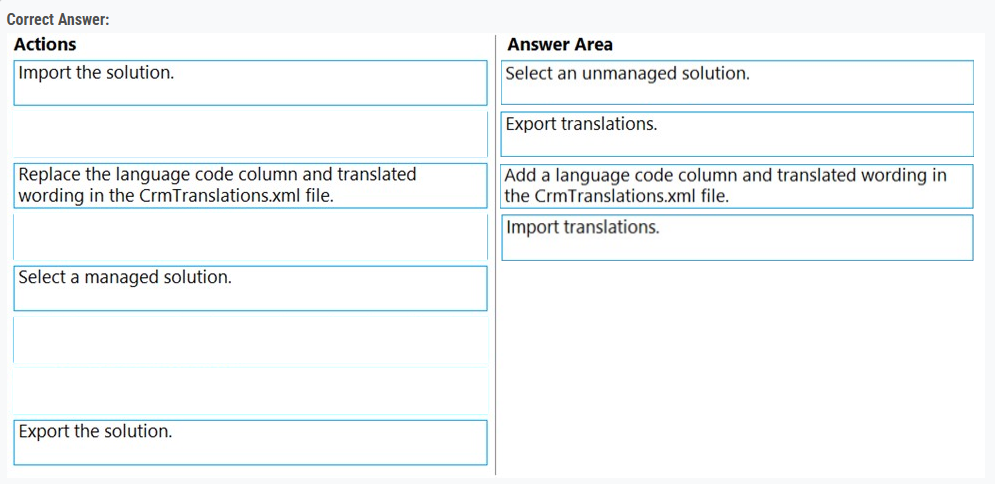 Correct Answer:
Actions
Answer Area
Import the solution.
Select an unmanaged solution.
Export translations.
Replace the language code column and translated
wording in the CrmTranslations.xml file.
Add a language code column and translated wording in
the CrmTranslations.xml file.
Import translations.
Select a managed solution.
Export the solution.